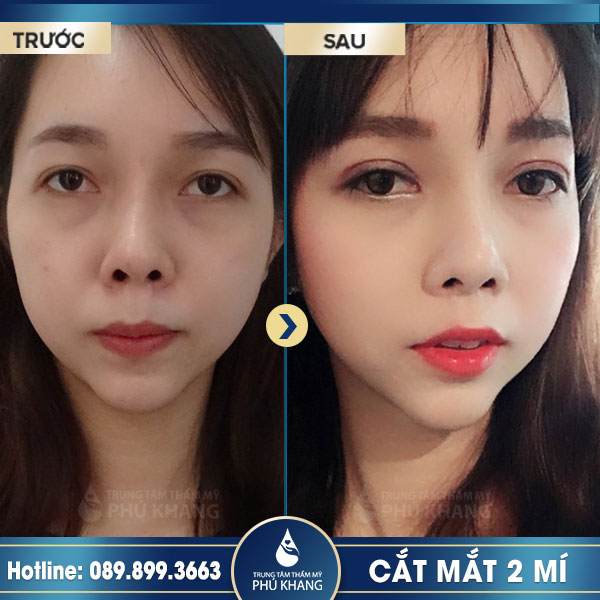 TRƯỚC
SAU
TRUNG TÂM THẨM MỸ
PHÚ KHANG
TRUNG TÂM THẨM MỸ
PHÚ KHANG
Hotline: 089.899.3663
TRUNG TÂM THẨM MỸ
PHÚ KHANG
CẮT MẮT 2 MÍ